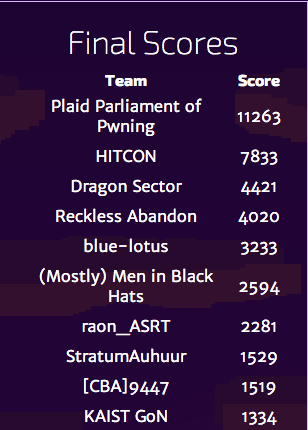 Final Scores
Team Score
Plaid Parliament of
Pwning 11263
HITCON 7833
Dragon Sector 4421
Reckless Abandon 4020
blue-lotus 3233
(Mostly) Men in Black
Hats 2594
raon_ASRT 2281
StratumAuhuur 1529
[CBA]9447 1519
KAIST GoN 1334